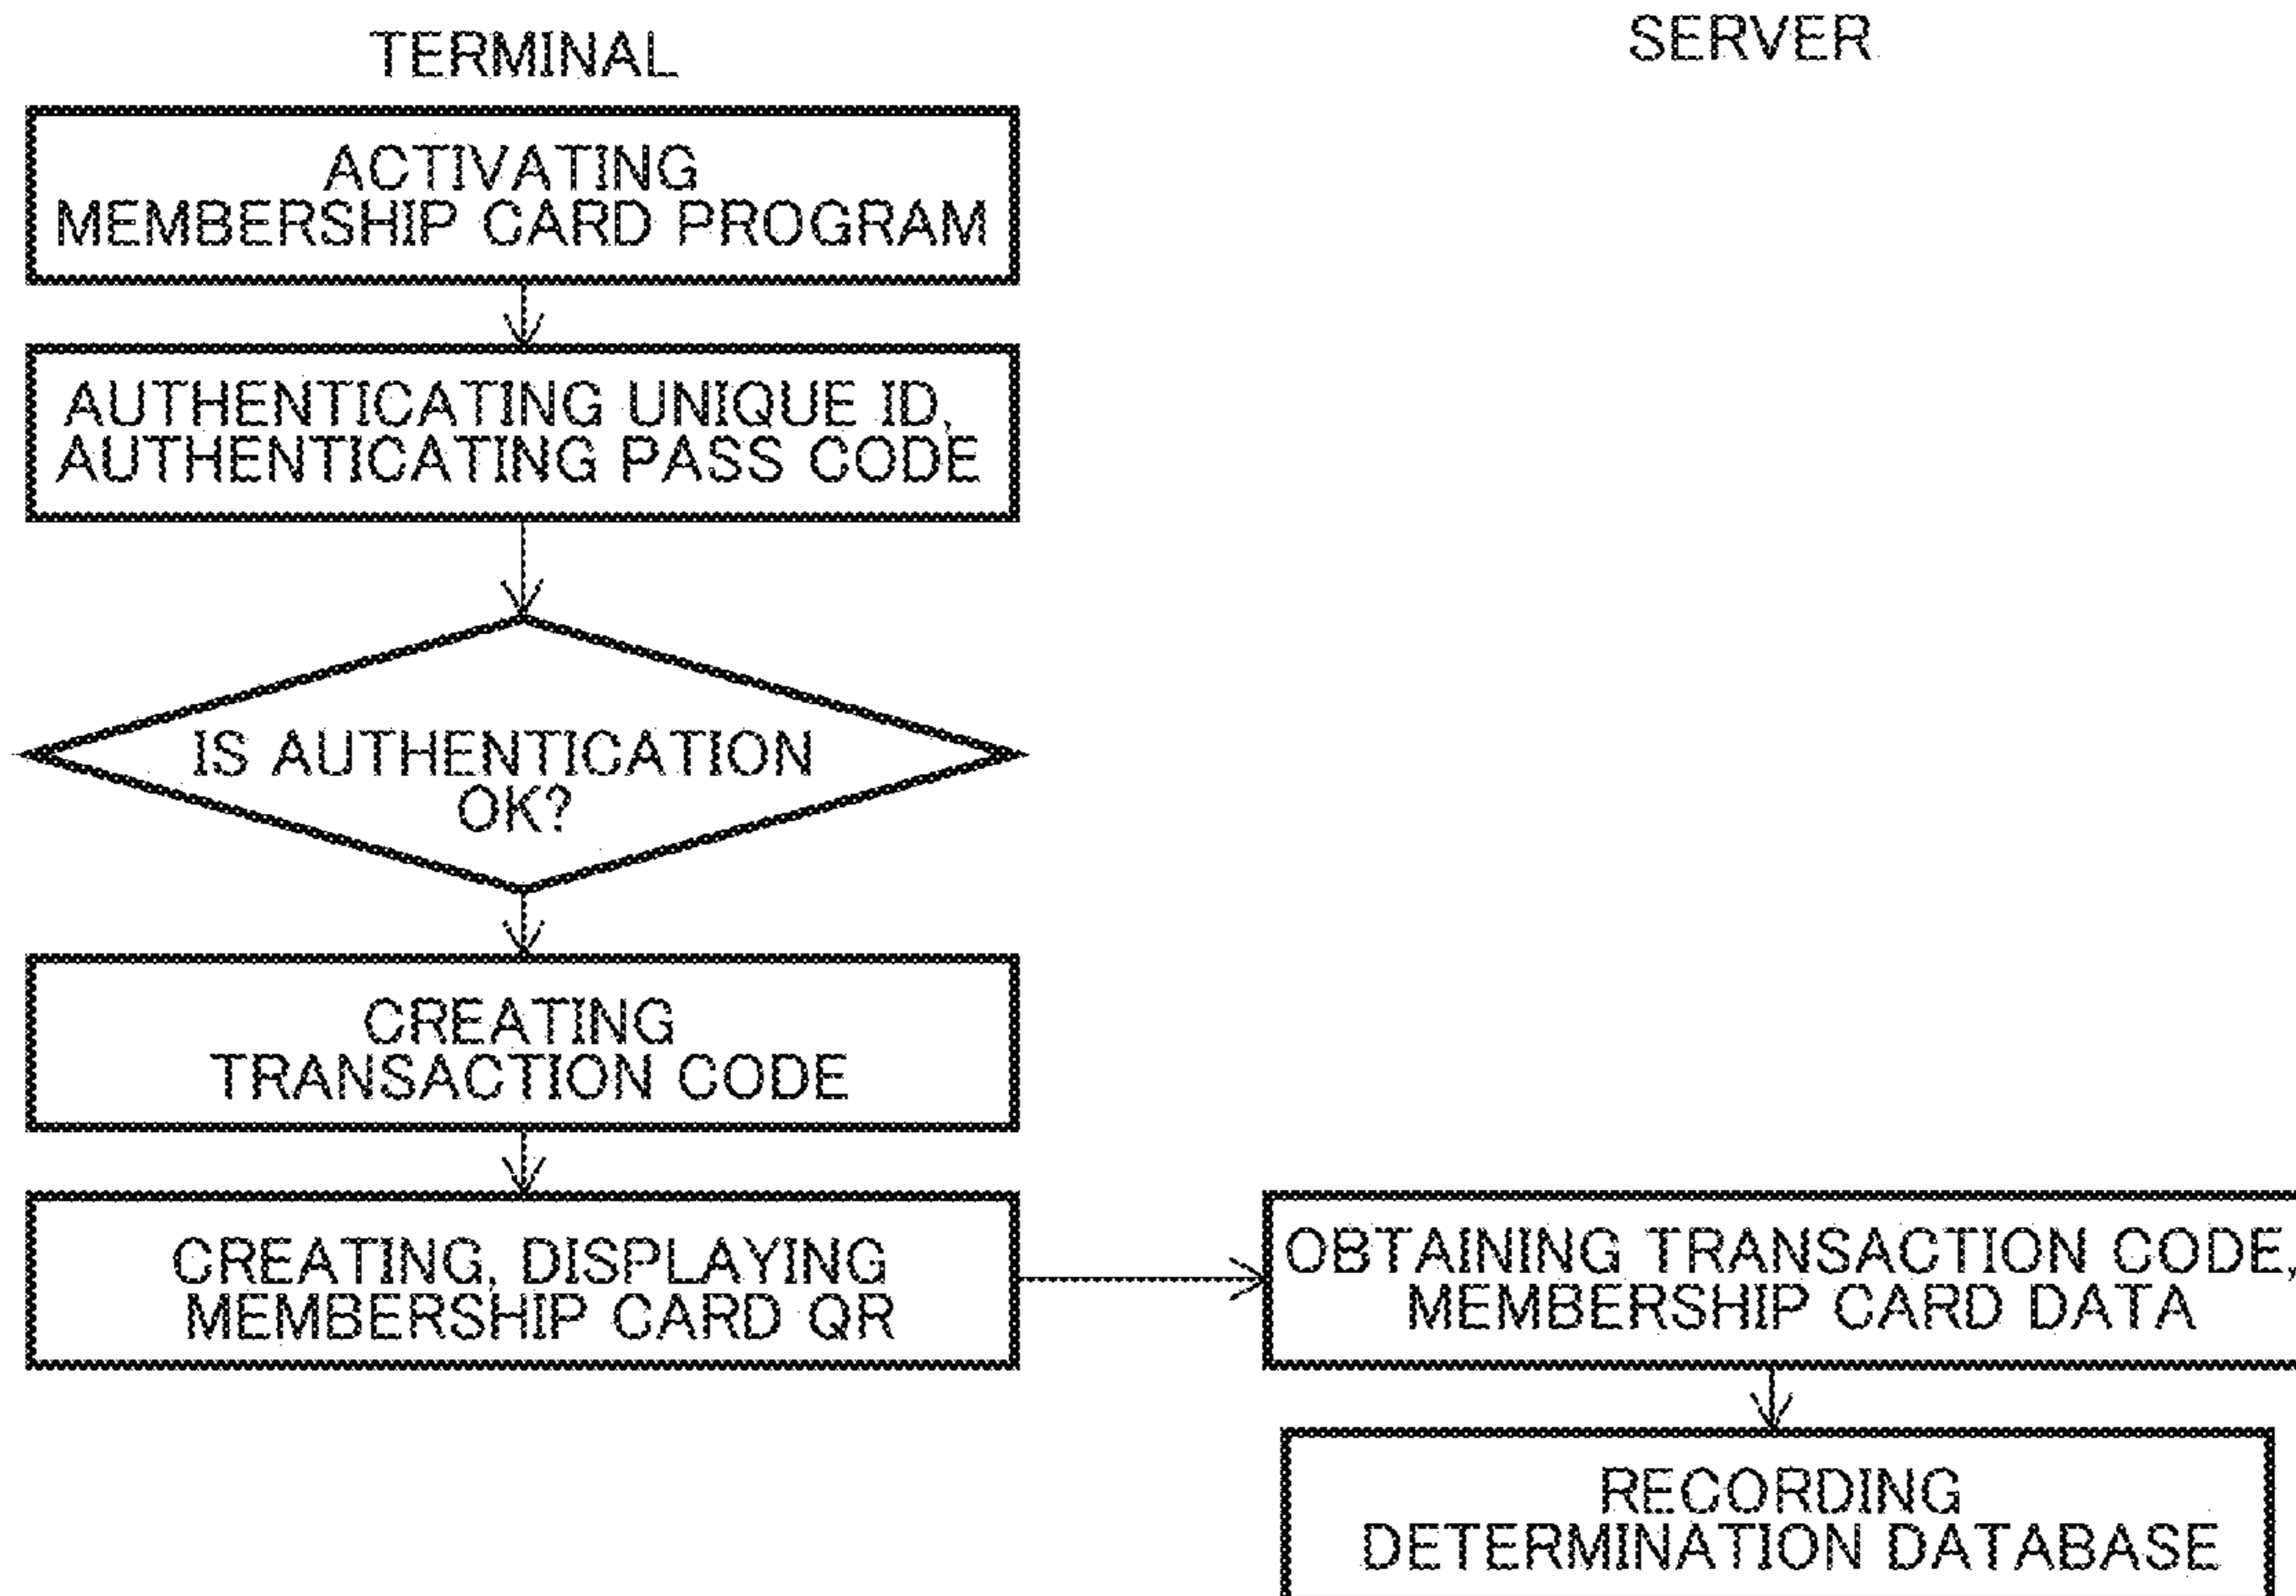 TERMINAL
SERVER
ACTIVATING
MEMBERSHIP CARD PROGRAM
AUTHENTICATING UNIQUE ID,
AUTHENTICATING PASS CODE
IS AUTHENTICATION
OK?
CREATING
TRANSACTION CODE
CREATING, DISPLAYING
MEMBERSHIP CARD QR
OBTAINING TRANSACTION CODE,
MEMBERSHIP CARD DATA
RECORDING
DETERMINATION DATABASE